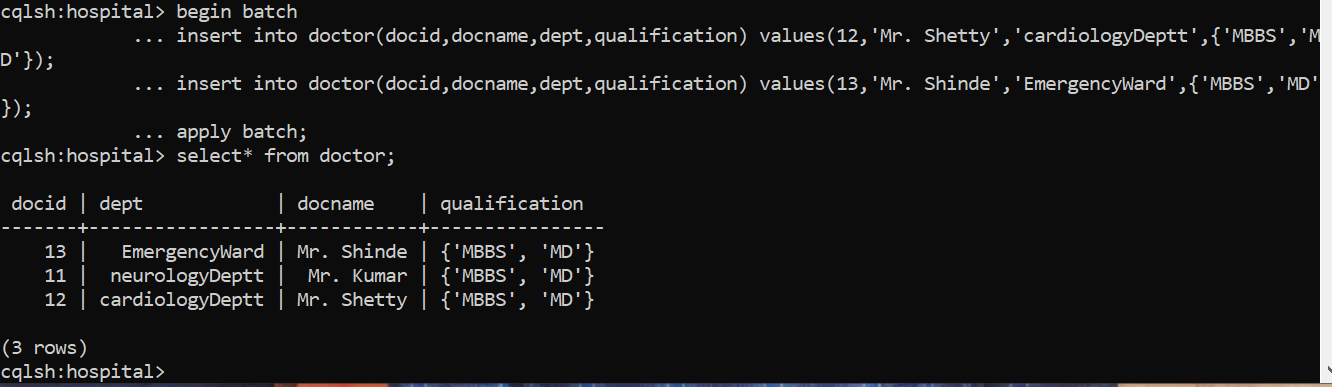 cqlsh:hospital> begin batch
            ... insert into doctor(docid,docname,dept,qualification) values(12,'Mr. Shetty','cardiologyDeptt',{'MBBS','M
D'});
            ... insert into doctor(docid,docname,dept,qualification) values(13,'Mr. Shinde','EmergencyWard',{'MBBS','MD'
});
            ... apply batch;
cqlsh:hospital> select* from doctor;
 docid | dept            | docname    | qualification
-------+-----------------+------------+----------------
    13 |   EmergencyWard | Mr. Shinde | {'MBBS', 'MD'}
    11 |  neurologyDeptt |  Mr. Kumar | {'MBBS', 'MD'}
    12 | cardiologyDeptt | Mr. Shetty | {'MBBS', 'MD'}
(3 rows)
cqlsh:hospital>